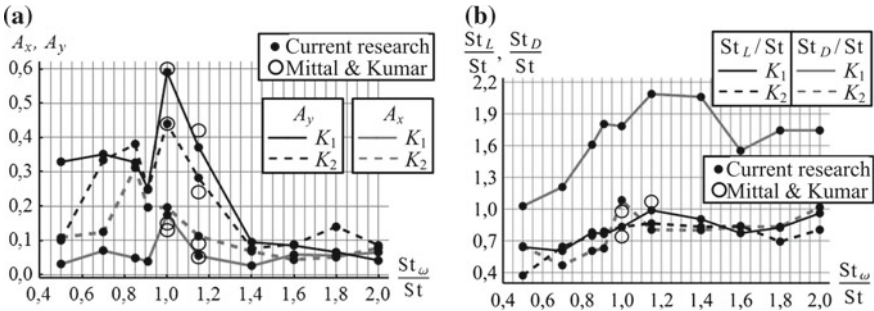 (a)
A_x, A_y
0,6
0,5
0,4
0,3
0,2
0,1
0,0
0,4 0,6 0,8 1,0 1,2 1,4 1,6 1,8 2,0
St_ω/St
Current research
Mittal & Kumar
A_y A_x
K_1 K_1
K_2 K_2
(b)
St_L/St, St_D/St
2,2
1,9
1,6
1,3
1,0
0,7
0,4
0,4 0,6 0,8 1,0 1,2 1,4 1,6 1,8 2,0
St_ω/St
St_L/St St_D/St
K_1 K_1
K_2 K_2
Current research
Mittal & Kumar